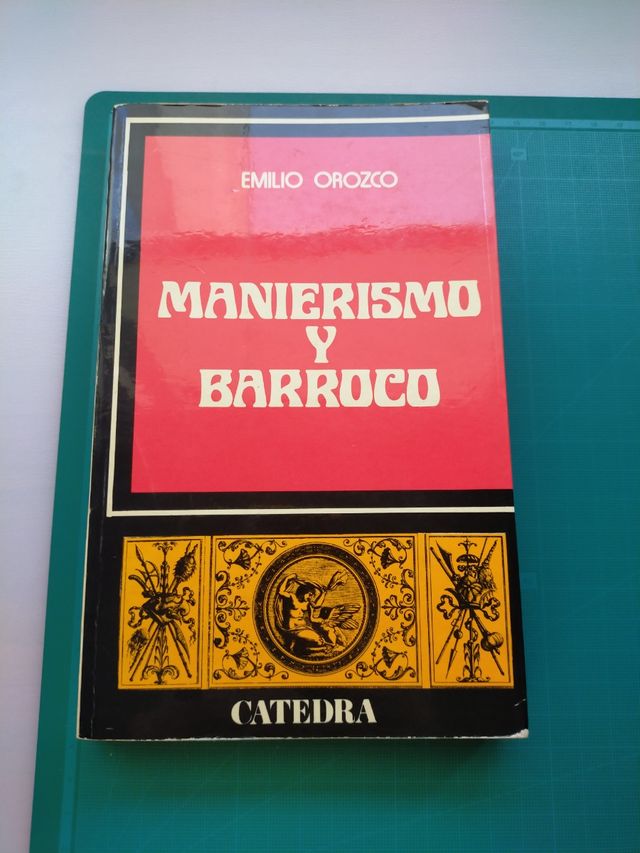 EMILIO OROZCO
MANIERISMO
Y
BARROCO
CATEDRA